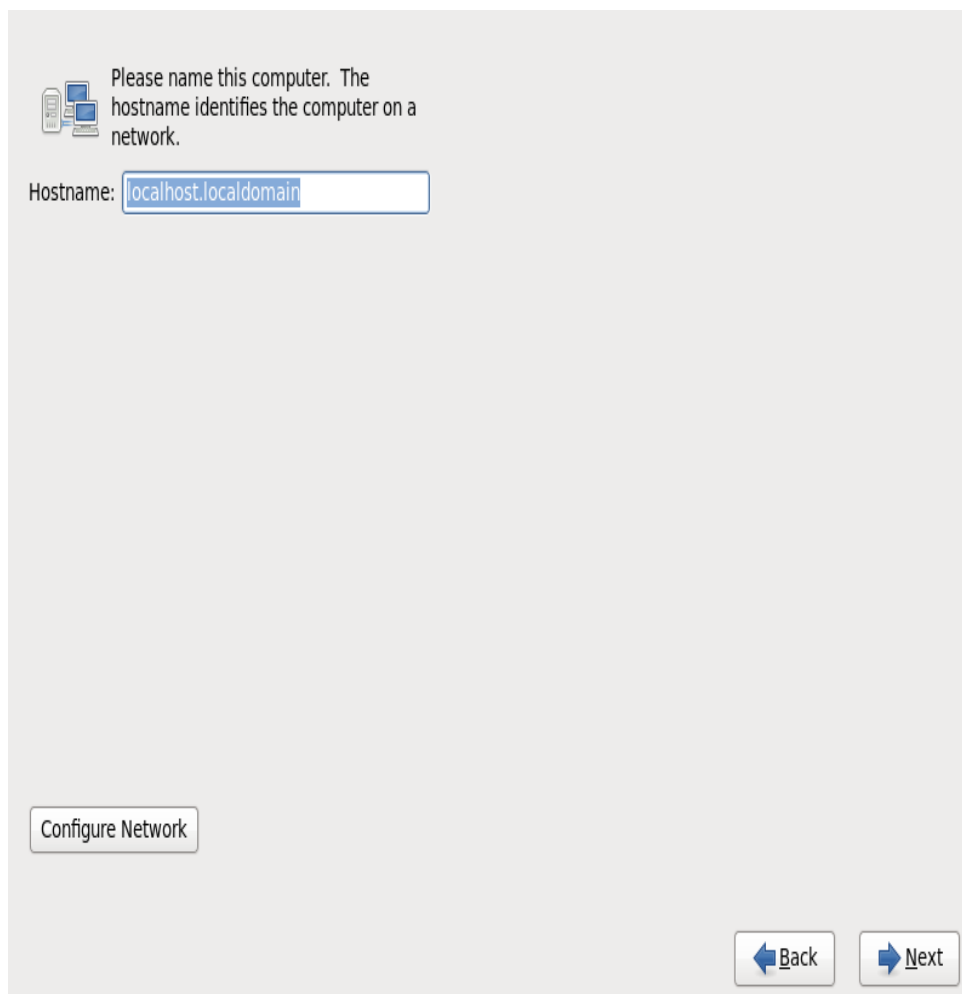 Please name this computer.  The
hostname identifies the computer on a
network.
Hostname: localhost.localdomain
Configure Network
Back Next